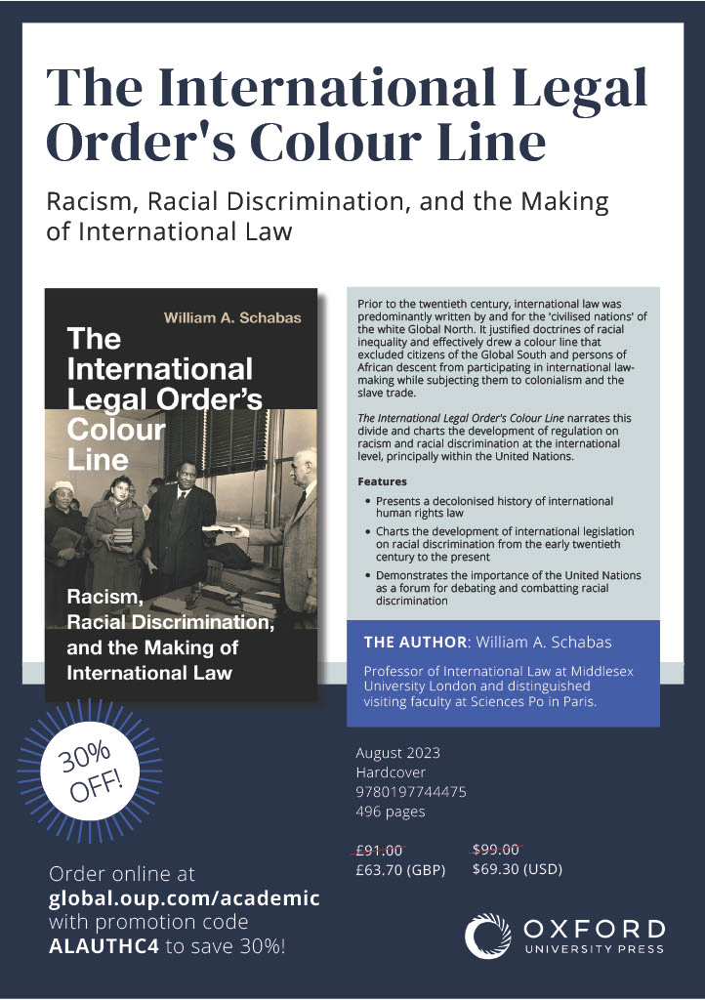 The International Legal
Order's Colour Line
Racism, Racial Discrimination, and the Making
of International Law
William A. Schabas
The
International
Legal Order's
Colour
Line
Racism,
Racial Discrimination,
and the Making of
International Law
Prior to the twentieth century, international law was
predominantly written by and for the 'civilised nations' of
the white Global North. It justified doctrines of racial
inequality and effectively drew a colour line that
excluded citizens of the Global South and persons of
African descent from participating in international law-
making while subjecting them to colonialism and the
slave trade.
The International Legal Order's Colour Line narrates this
divide and charts the development of regulation on
racism and racial discrimination at the international
level, principally within the United Nations.
Features
• Presents a decolonised history of international
human rights law
• Charts the development of international legislation
on racial discrimination from the early twentieth
century to the present
• Demonstrates the importance of the United Nations
as a forum for debating and combatting racial
discrimination
THE AUTHOR: William A. Schabas
Professor of International Law at Middlesex
University London and distinguished
visiting faculty at Sciences Po in Paris.
30%
OFF!
August 2023
Hardcover
9780197744475
496 pages
£91.00 $99.00
£63.70 (GBP) $69.30 (USD)
Order online at
global.oup.com/academic
with promotion code
ALAUTHC4 to save 30%!
OXFORD
UNIVERSITY PRESS